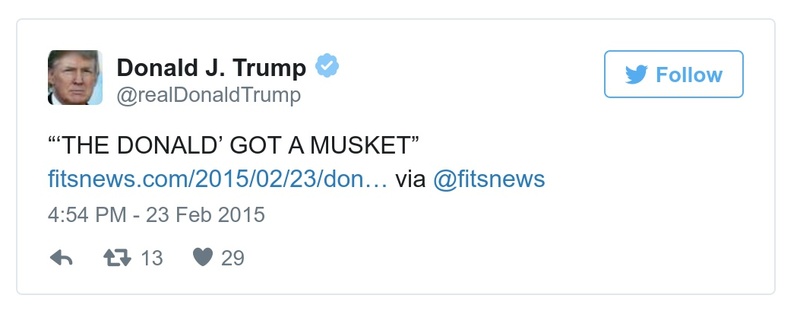 Donald J. Trump
@realDonaldTrump
Follow
“‘THE DONALD’ GOT A MUSKET”
fitsnews.com/2015/02/23/don… via @fitsnews
4:54 PM - 23 Feb 2015
13 29